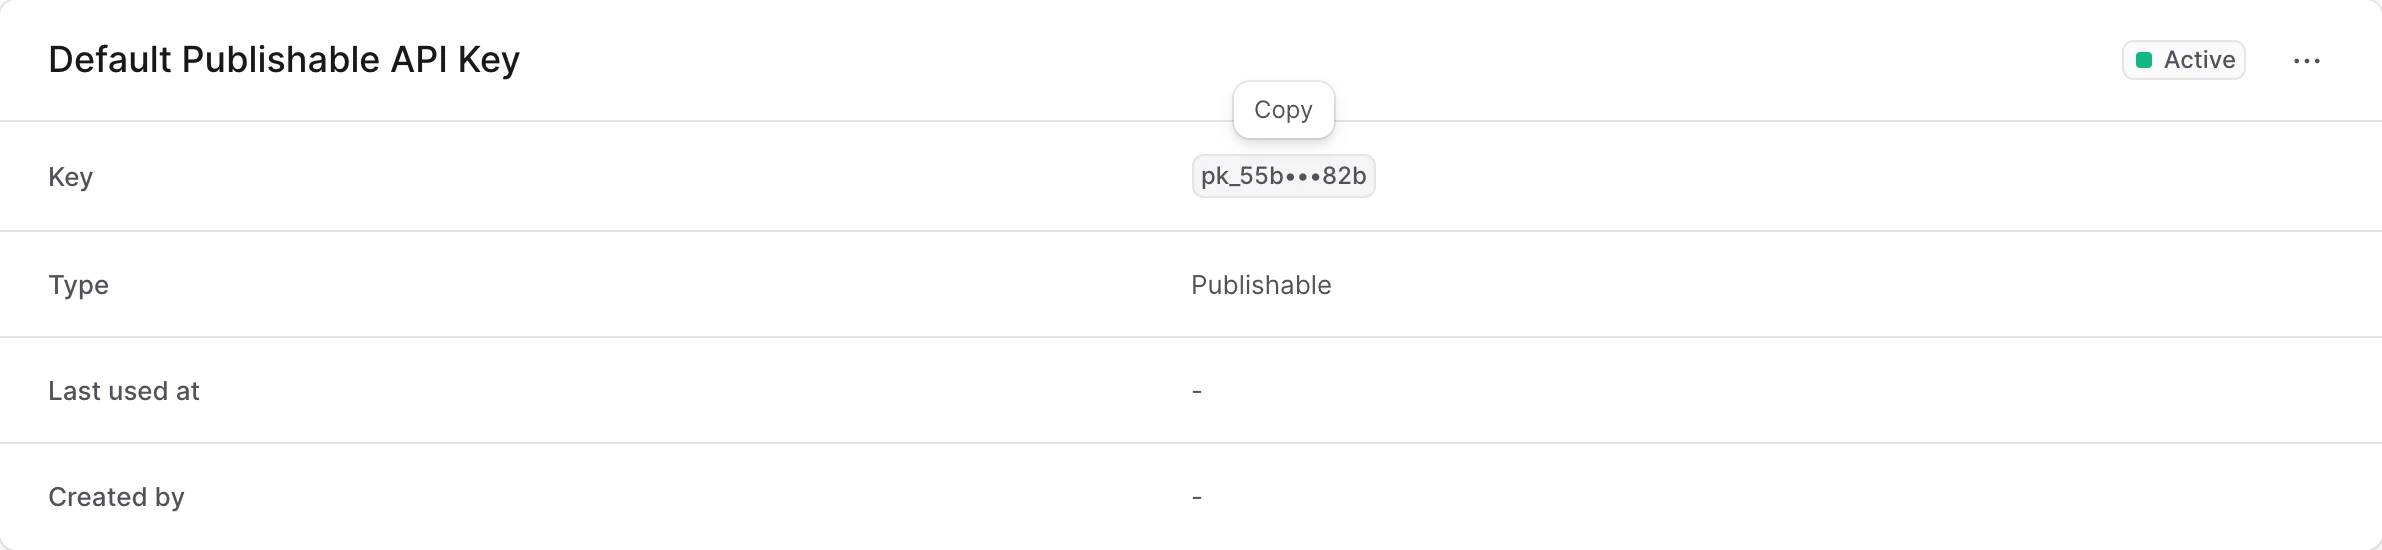 Default Publishable API Key
Active
Copy
Key
pk_55b•••82b
Type
Publishable
Last used at
-
Created by
-